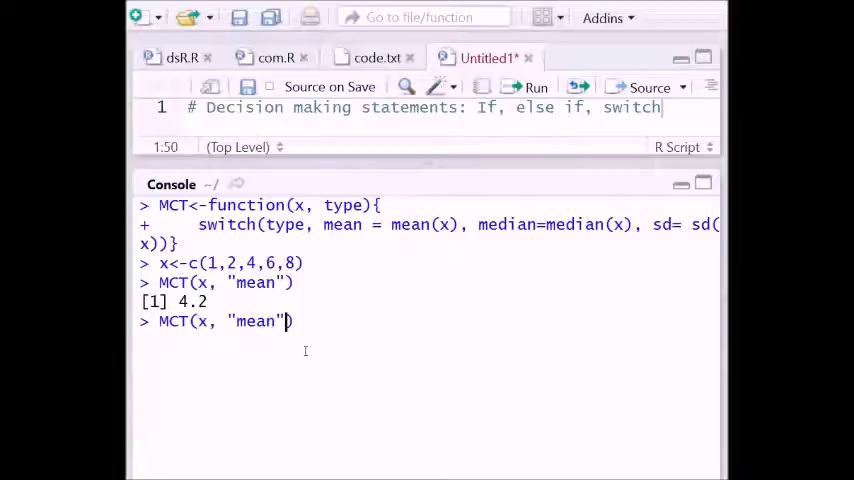 Go to file/function
Addins
dsR.R
com.R
code.txt
Untitled1*
Source on Save
Run
Source
1 # Decision making statements: If, else if, switch
1:50
(Top Level)
R Script
Console ~/
> MCT<-function(x, type){
+ switch(type, mean = mean(x), median=median(x), sd= sd(
x))}
> x<-c(1,2,4,6,8)
> MCT(x, "mean")
[1] 4.2
> MCT(x, "mean")